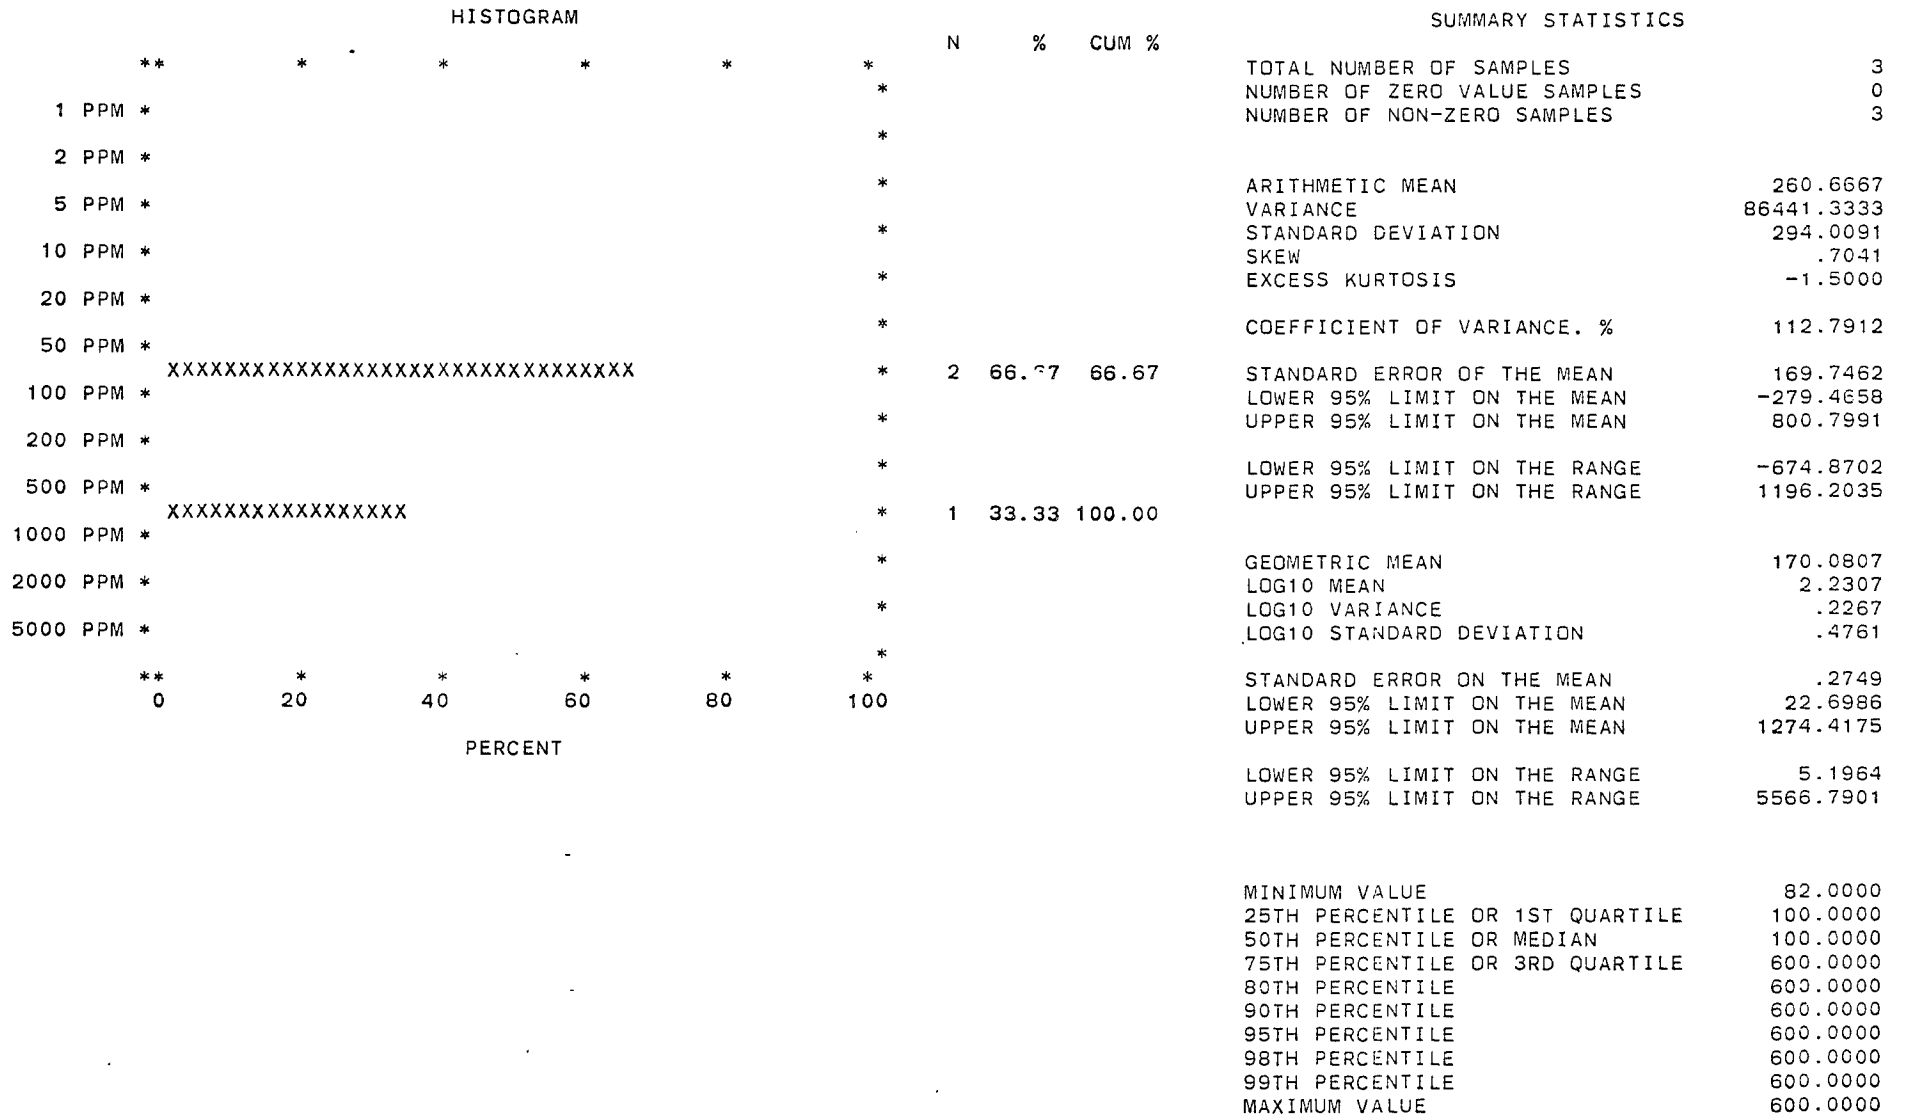 HISTOGRAM
N % CUM %
** * * * * *
*
1 PPM *
*
2 PPM *
*
5 PPM *
*
10 PPM *
*
20 PPM *
*
50 PPM *
XXXXXXXXXXXXXXXXXXXXXXXXXXXXXXXXX * 2 66.67 66.67
100 PPM *
*
200 PPM *
*
500 PPM *
XXXXXXXXXXXXXXXXX * 1 33.33 100.00
1000 PPM *
*
2000 PPM *
*
5000 PPM *
*
** * * * * *
0 20 40 60 80 100
PERCENT
SUMMARY STATISTICS
TOTAL NUMBER OF SAMPLES 3
NUMBER OF ZERO VALUE SAMPLES 0
NUMBER OF NON-ZERO SAMPLES 3
ARITHMETIC MEAN 260.6667
VARIANCE 86441.3333
STANDARD DEVIATION 294.0091
SKEW .7041
EXCESS KURTOSIS -1.5000
COEFFICIENT OF VARIANCE. % 112.7912
STANDARD ERROR OF THE MEAN 169.7462
LOWER 95% LIMIT ON THE MEAN -279.4658
UPPER 95% LIMIT ON THE MEAN 800.7991
LOWER 95% LIMIT ON THE RANGE -674.8702
UPPER 95% LIMIT ON THE RANGE 1196.2035
GEOMETRIC MEAN 170.0807
LOG10 MEAN 2.2307
LOG10 VARIANCE .2267
LOG10 STANDARD DEVIATION .4761
STANDARD ERROR ON THE MEAN .2749
LOWER 95% LIMIT ON THE MEAN 22.6986
UPPER 95% LIMIT ON THE MEAN 1274.4175
LOWER 95% LIMIT ON THE RANGE 5.1964
UPPER 95% LIMIT ON THE RANGE 5566.7901
MINIMUM VALUE 82.0000
25TH PERCENTILE OR 1ST QUARTILE 100.0000
50TH PERCENTILE OR MEDIAN 100.0000
75TH PERCENTILE OR 3RD QUARTILE 600.0000
80TH PERCENTILE 600.0000
90TH PERCENTILE 600.0000
95TH PERCENTILE 600.0000
98TH PERCENTILE 600.0000
99TH PERCENTILE 600.0000
MAXIMUM VALUE 600.0000